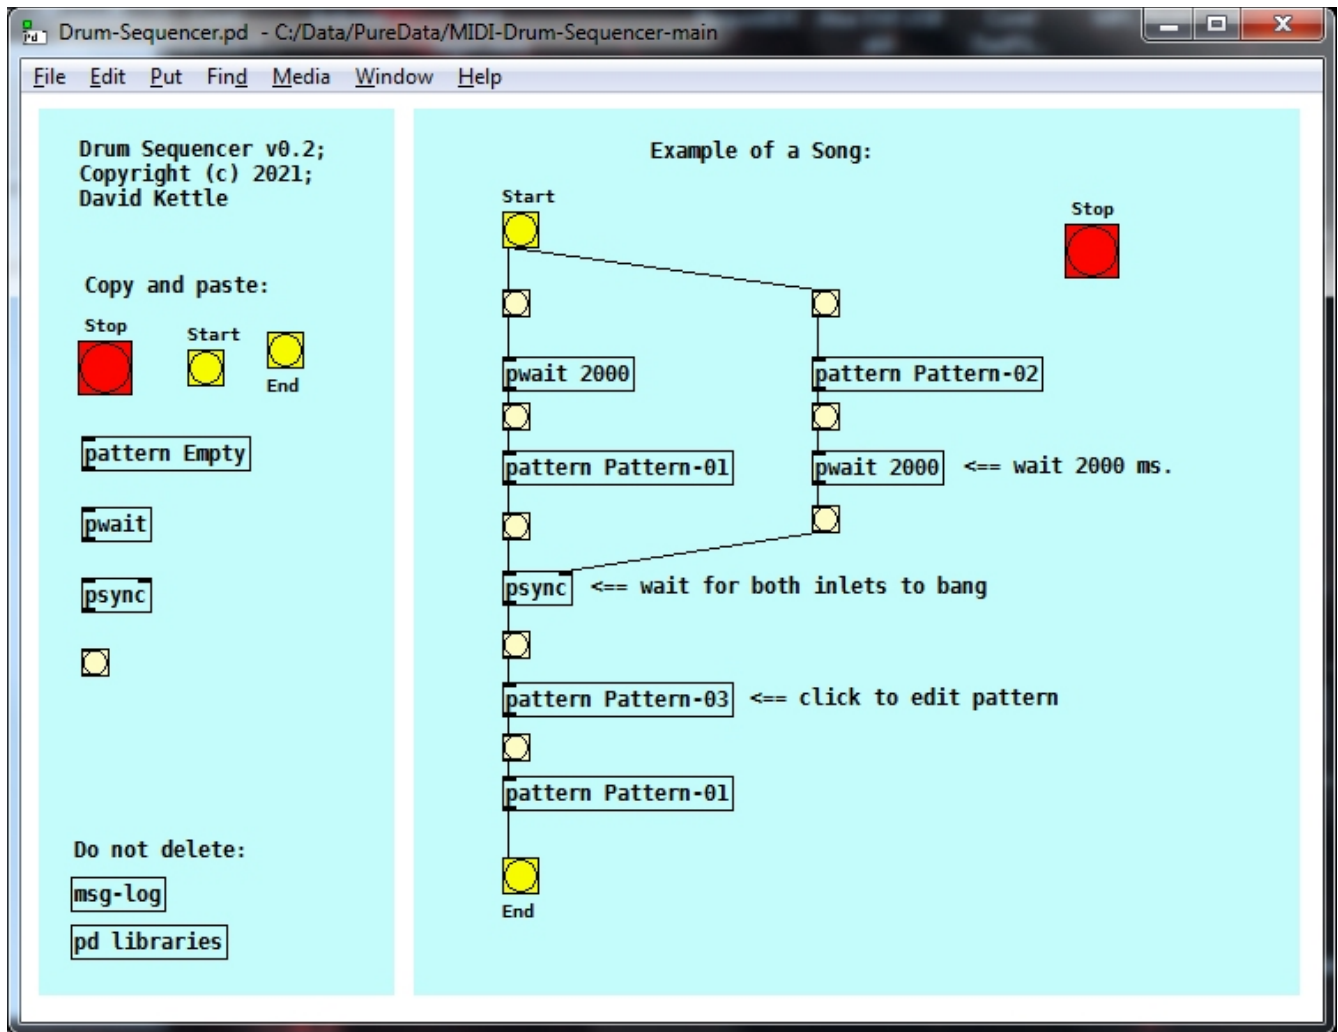 Drum-Sequencer.pd - C:/Data/PureData/MIDI-Drum-Sequencer-main
File Edit Put Find Media Window Help
Drum Sequencer v0.2;
Copyright (c) 2021;
David Kettle
Copy and paste:
Stop
Start
End
pattern Empty
pwait
psync
Do not delete:
msg-log
pd libraries
Example of a Song:
Start
Stop
pwait 2000
pattern Pattern-02
pattern Pattern-01
pwait 2000 <== wait 2000 ms.
psync <== wait for both inlets to bang
pattern Pattern-03 <== click to edit pattern
pattern Pattern-01
End